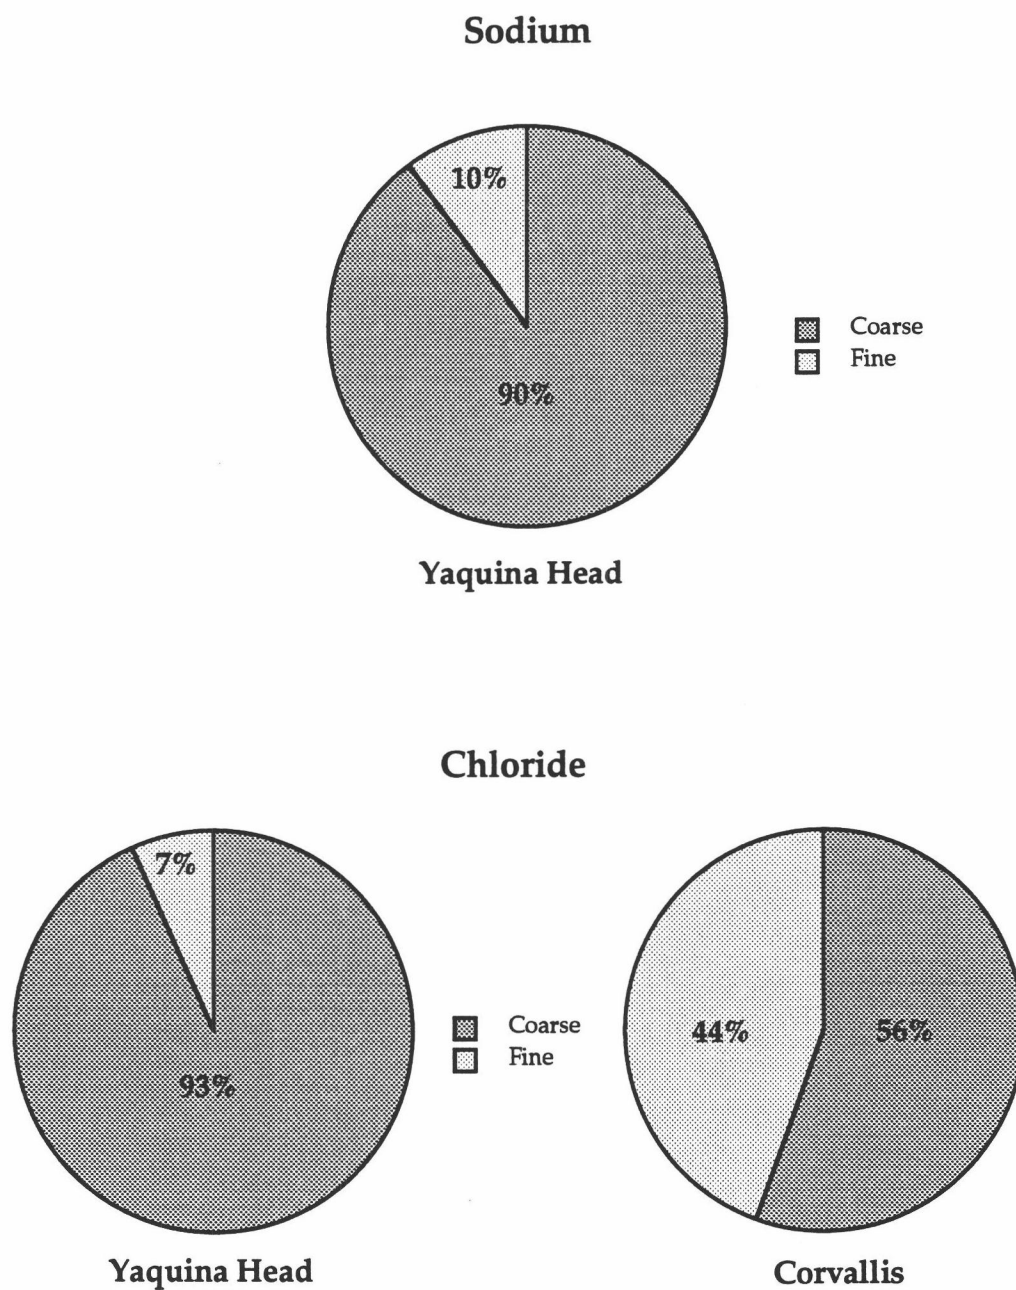 Sodium
10%
90%
Coarse
Fine
Yaquina Head
Chloride
7%
93%
Coarse
Fine
44%
56%
Yaquina Head
Corvallis